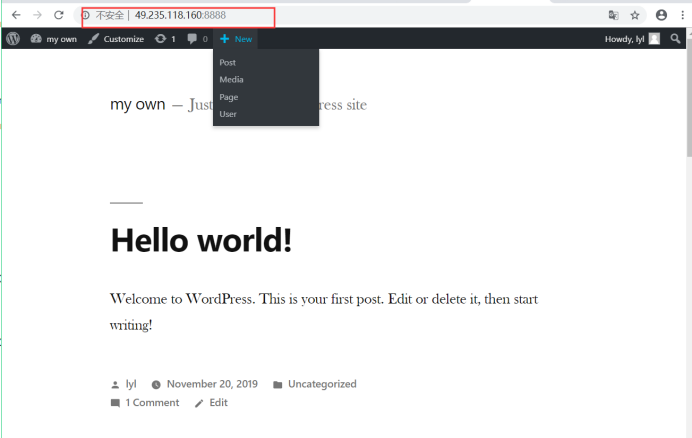 不安全 | 49.235.118.160:8888
my own Customize 1 0 New Howdy, lyl
Post
Media
Page
User
my own — Jus ress site
Hello world!
Welcome to WordPress. This is your first post. Edit or delete it, then start
writing!
lyl November 20, 2019 Uncategorized
1 Comment Edit